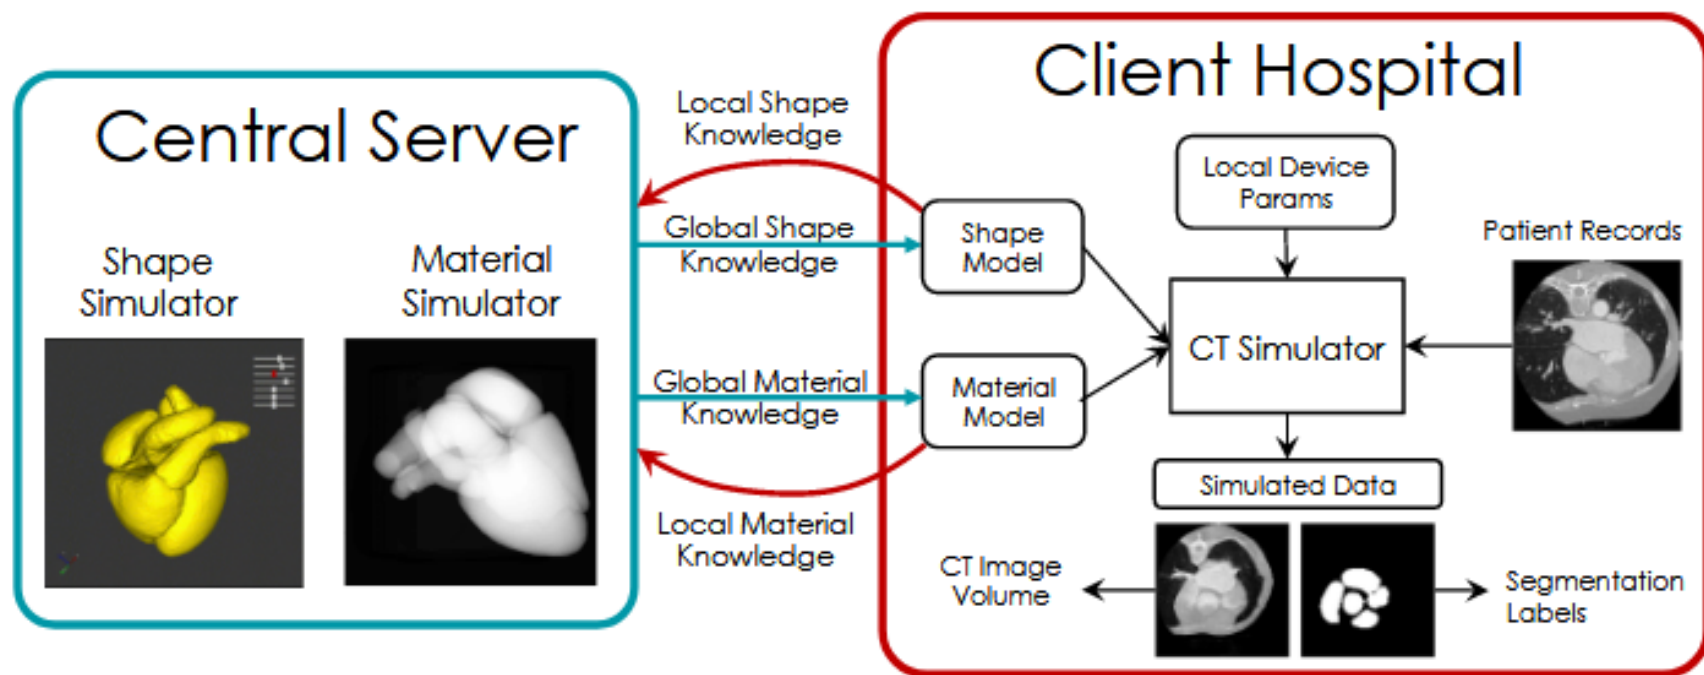 Central Server
Shape
Simulator
Material
Simulator
Local Shape
Knowledge
Global Shape
Knowledge
Global Material
Knowledge
Local Material
Knowledge
Client Hospital
Local Device
Params
Shape
Model
Patient Records
CT Simulator
Material
Model
Simulated Data
CT Image
Volume
Segmentation
Labels